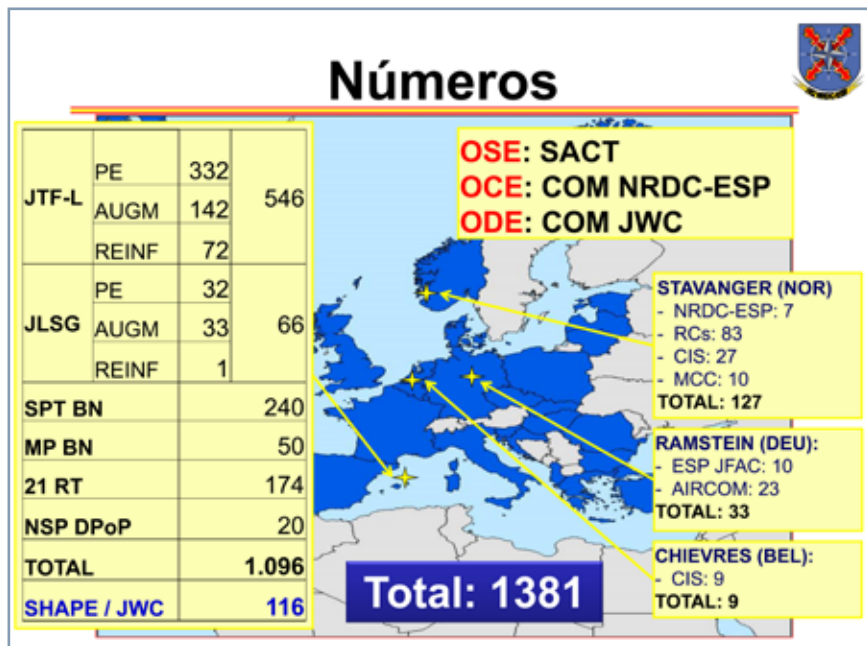 Números
JTF-L PE 332 546
AUGM 142
REINF 72
JLSG PE 32 66
AUGM 33
REINF 1
SPT BN 240
MP BN 50
21 RT 174
NSP DPoP 20
TOTAL 1.096
SHAPE / JWC 116
OSE: SACT
OCE: COM NRDC-ESP
ODE: COM JWC
STAVANGER (NOR)
- NRDC-ESP: 7
- RCs: 83
- CIS: 27
- MCC: 10
TOTAL: 127
RAMSTEIN (DEU):
- ESP JFAC: 10
- AIRCOM: 23
TOTAL: 33
CHIEVRES (BEL):
- CIS: 9
TOTAL: 9
Total: 1381